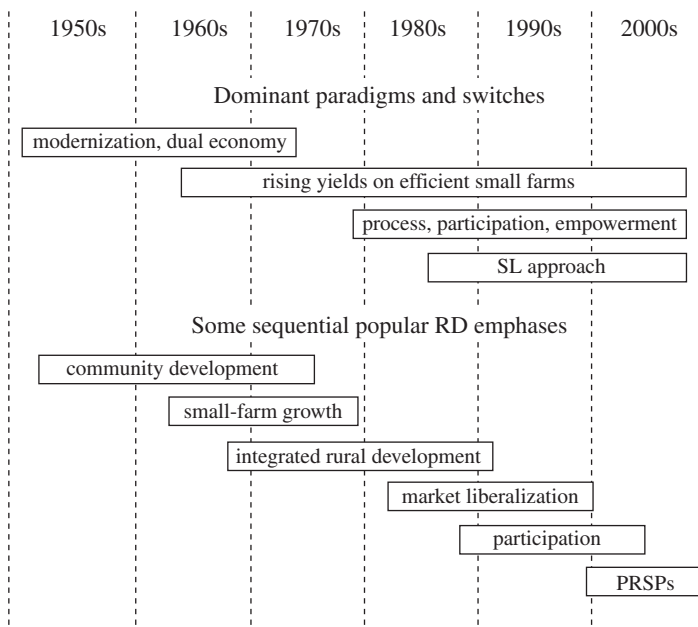 1950s 1960s 1970s 1980s 1990s 2000s
Dominant paradigms and switches
modernization, dual economy
rising yields on efficient small farms
process, participation, empowerment
SL approach
Some sequential popular RD emphases
community development
small-farm growth
integrated rural development
market liberalization
participation
PRSPs